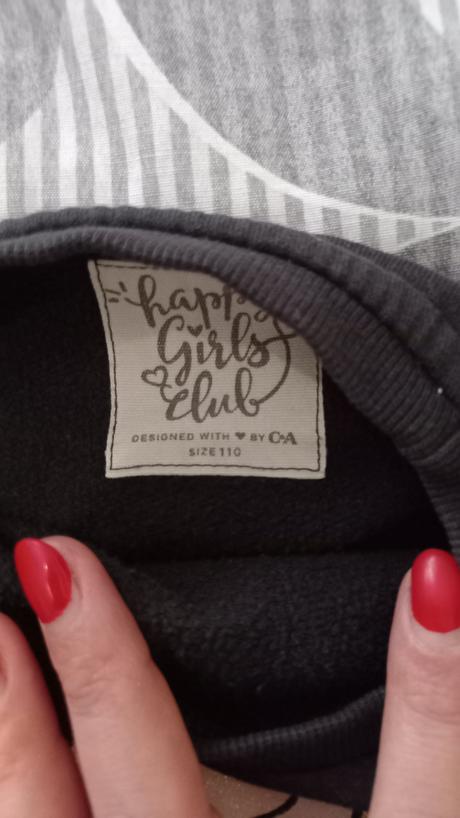 happy
Girls
Club
DESIGNED WITH ♥ BY C&A
SIZE 110